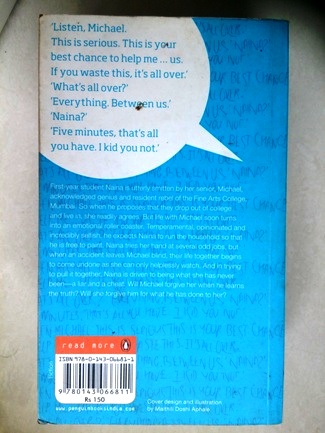 ‘Listen, Michael.
This is serious. This is your
best chance to help me ... us.
If you waste this, it's all over.’
‘What's all over?’
‘Everything. Between us.’
‘Naina?’
‘Five minutes, that's all
you have. I kid you not.’
First-year student Naina is utterly smitten by her senior, Michael,
acknowledged genius and resident rebel of the Fine Arts College,
Mumbai. So when he proposes that they drop out of college
and live in, she readily agrees. But life with Michael soon turns
into an emotional roller coaster. Temperamental, opinionated and
incredibly selfish, he expects Naina to run the household so that
he is free to paint. Naina tries her hand at several odd jobs, but
when an accident leaves Michael blind, their life together begins
to come undone as she can only helplessly watch. And in trying
to pull it together, Naina is driven to being what she has never
been—a liar and a cheat. Will Michael forgive her when he learns
the truth? Will she forgive him for what he has done to her?
read more
ISBN 978-0-143-06681-1
9 780143 066811
Fiction
Rs 150
www.penguinbooksindia.com
Cover design and illustration
by Maithili Doshi Aphale